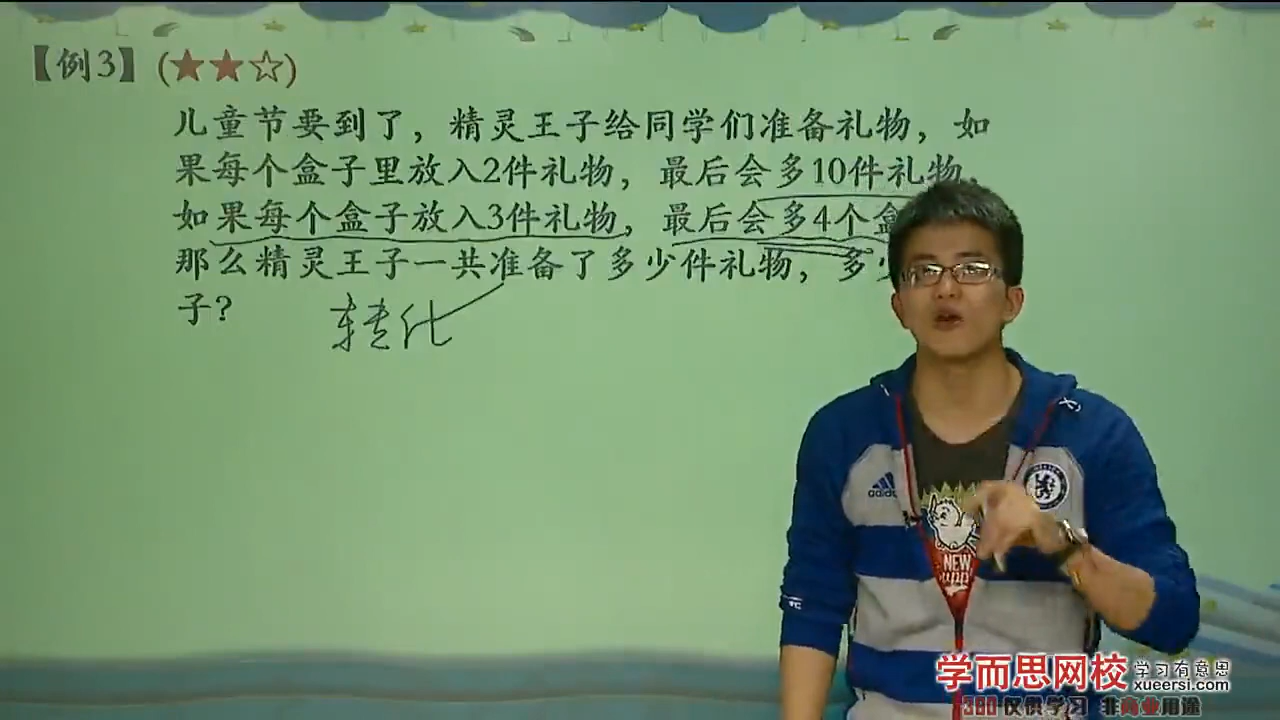 【例3】(★★☆)
儿童节要到了，精灵王子给同学们准备礼物，如
果每个盒子里放入2件礼物，最后会多10件礼物，
如果每个盒子放入3件礼物，最后会多4个
那么精灵王子一共准备了多少件礼物，多
子？
转化
adidas
NEW
学而思网校 学习有意思
xueersi.com
仅供学习 非商业用途